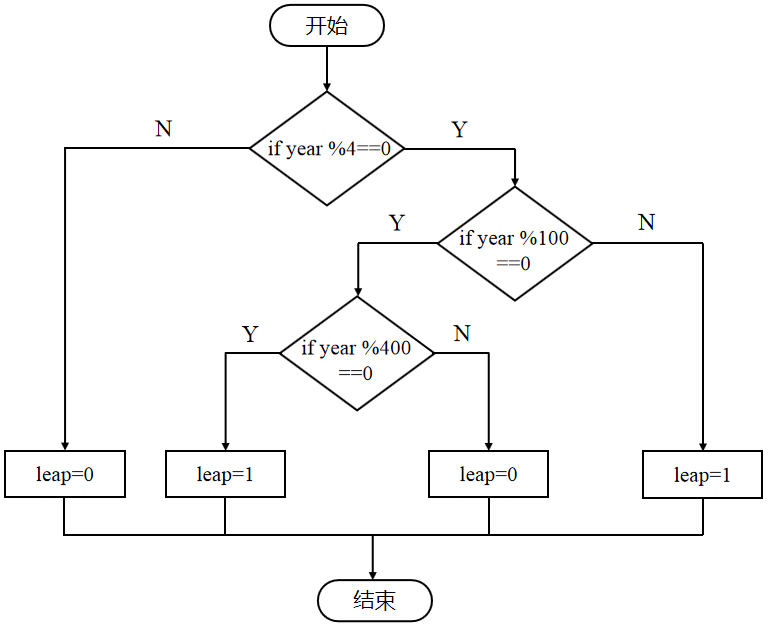 开始
N
if year %4==0
Y
Y
if year %100
==0
N
Y
if year %400
==0
N
leap=0
leap=1
leap=0
leap=1
结束